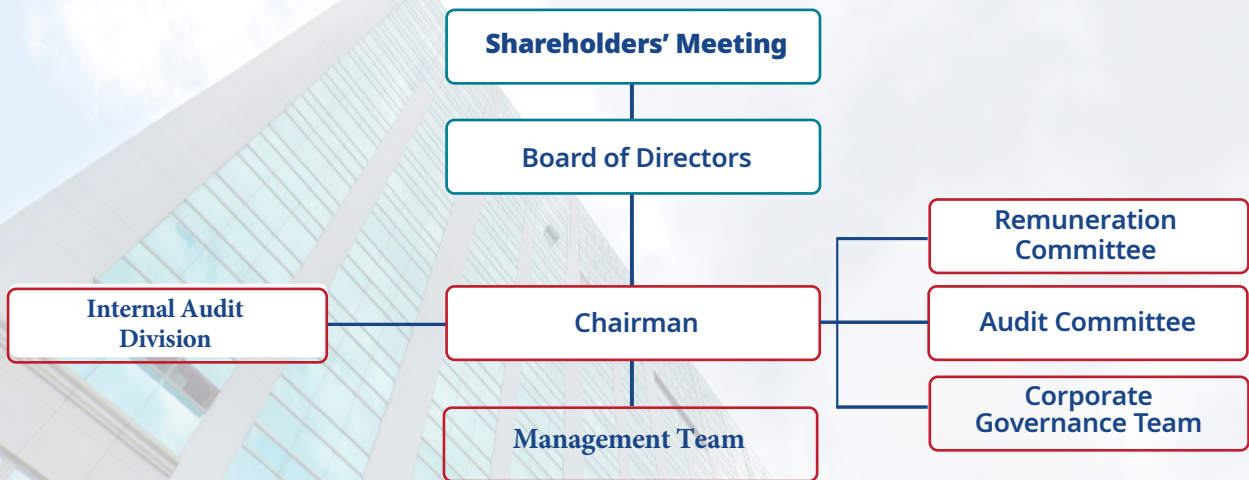 Shareholders’ Meeting
Board of Directors
Remuneration
Committee
Internal Audit
Division
Chairman
Audit Committee
Corporate
Governance Team
Management Team